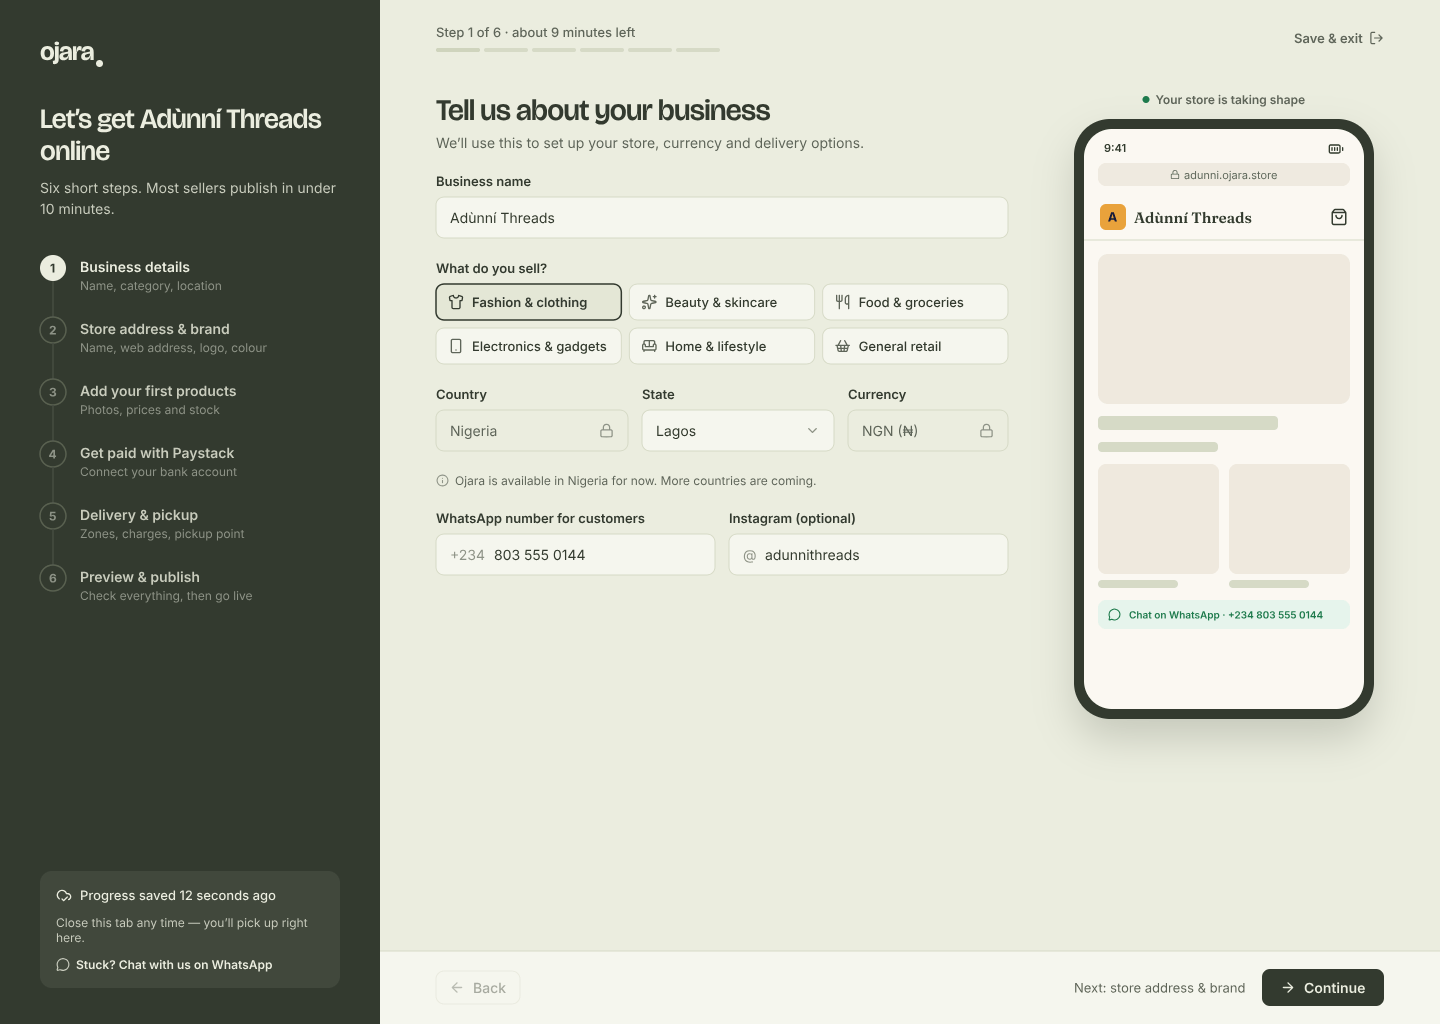 ojara
Let's get Adùnní Threads
online
Six short steps. Most sellers publish in under
10 minutes.
1
Business details
Name, category, location
2
Store address & brand
Name, web address, logo, colour
3
Add your first products
Photos, prices and stock
4
Get paid with Paystack
Connect your bank account
5
Delivery & pickup
Zones, charges, pickup point
6
Preview & publish
Check everything, then go live
Progress saved 12 seconds ago
Close this tab any time — you'll pick up right
here.
Stuck? Chat with us on WhatsApp
Step 1 of 6 · about 9 minutes left
Save & exit
Tell us about your business
We'll use this to set up your store, currency and delivery options.
Business name
Adùnní Threads
What do you sell?
Fashion & clothing
Beauty & skincare
Food & groceries
Electronics & gadgets
Home & lifestyle
General retail
Country
State
Currency
Nigeria
Lagos
NGN (₦)
Ojara is available in Nigeria for now. More countries are coming.
WhatsApp number for customers
Instagram (optional)
+234 803 555 0144
@ adunnithreads
Your store is taking shape
9:41
adunni.ojara.store
A
Adùnní Threads
Chat on WhatsApp · +234 803 555 0144
Back
Next: store address & brand
Continue